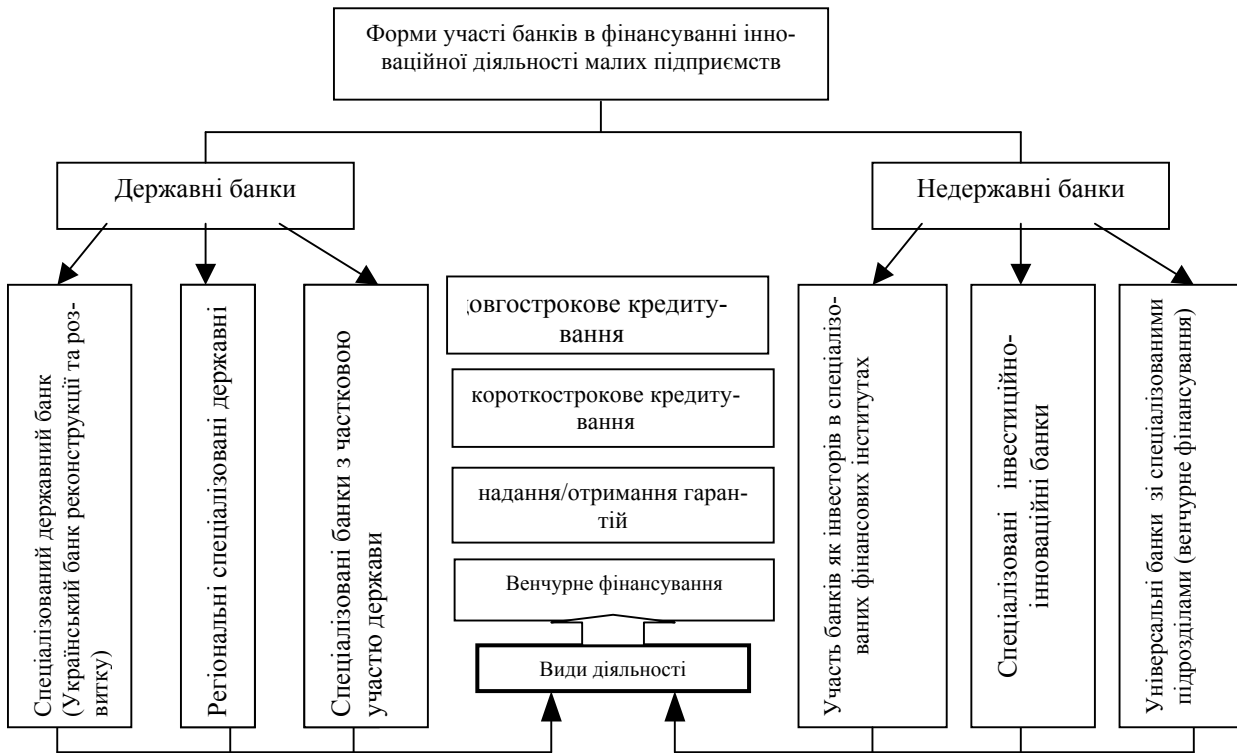 Форми участі банків в фінансуванні інно-
ваційної діяльності малих підприємств
Державні банки
Недержавні банки
Спеціалізований державний банк
(Український банк реконструкції та роз-
витку)
Регіональні спеціалізовані державні
Спеціалізовані банки з частковою
участю держави
овгострокове кредиту-
вання
короткострокове кредиту-
вання
надання/отримання гаран-
тій
Венчурне фінансування
Види діяльності
Участь банків як інвесторів в спеціалізо-
ваних фінансових інститутах
Спеціалізовані інвестиційно-
інноваційні банки
Універсальні банки зі спеціалізованими
підрозділами (венчурне фінансування)